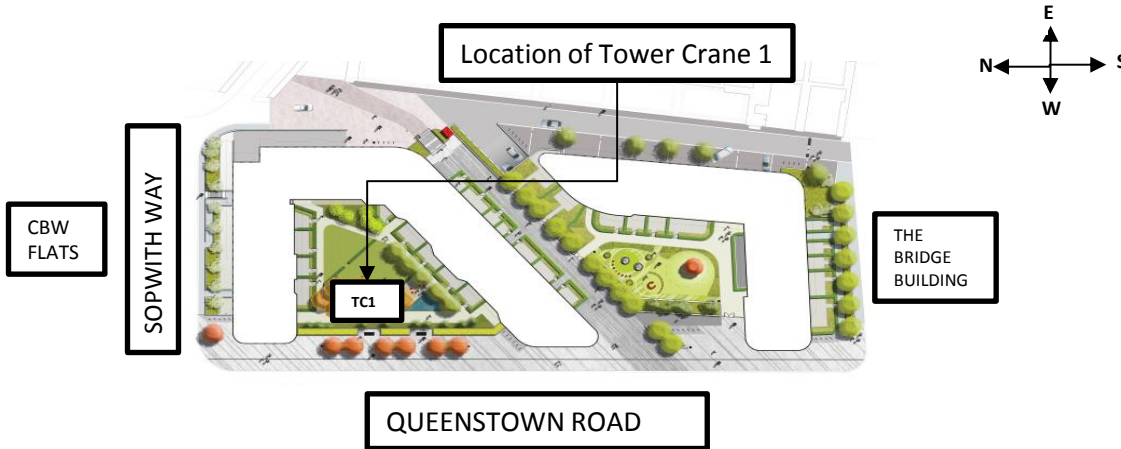 E
Location of Tower Crane 1
N
S
W
SOPWITH WAY
CBW
FLATS
THE
BRIDGE
BUILDING
TC1
QUEENSTOWN ROAD